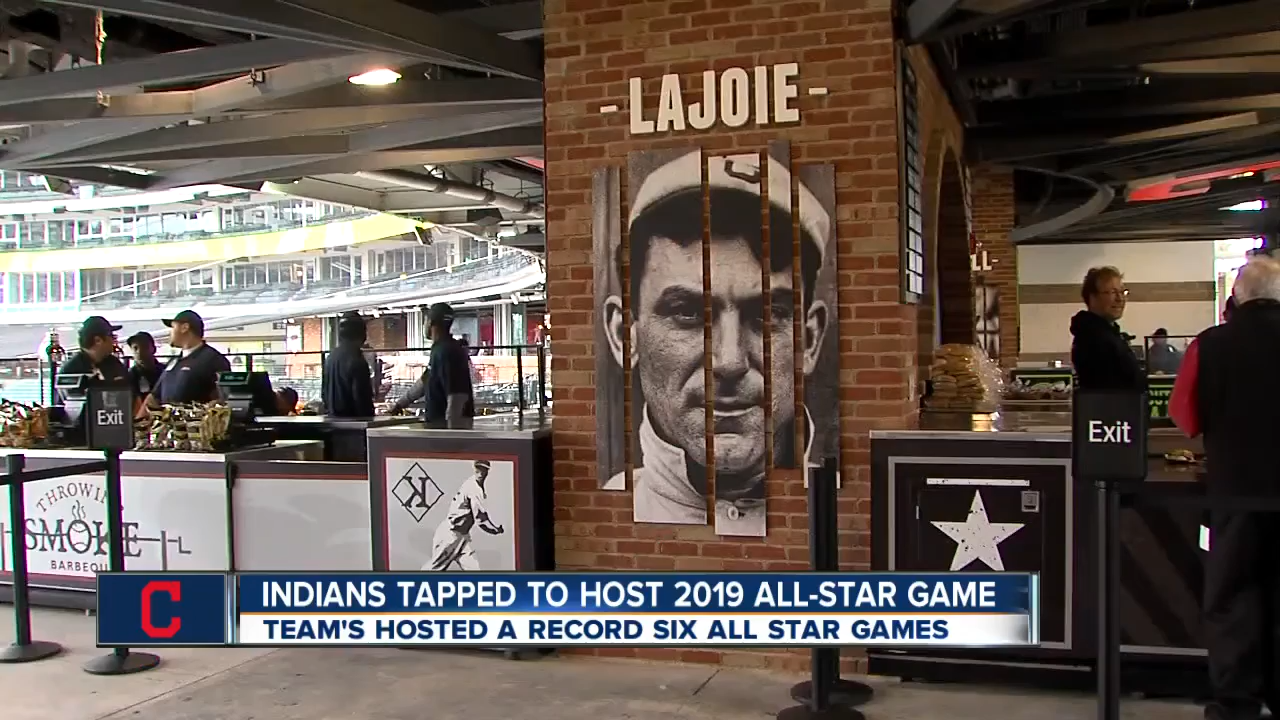 - LAJOIE -
C
LL
Exit
Exit
K
THROWIN
SMOKE
BARBEQU
C
INDIANS TAPPED TO HOST 2019 ALL-STAR GAME
TEAM'S HOSTED A RECORD SIX ALL STAR GAMES